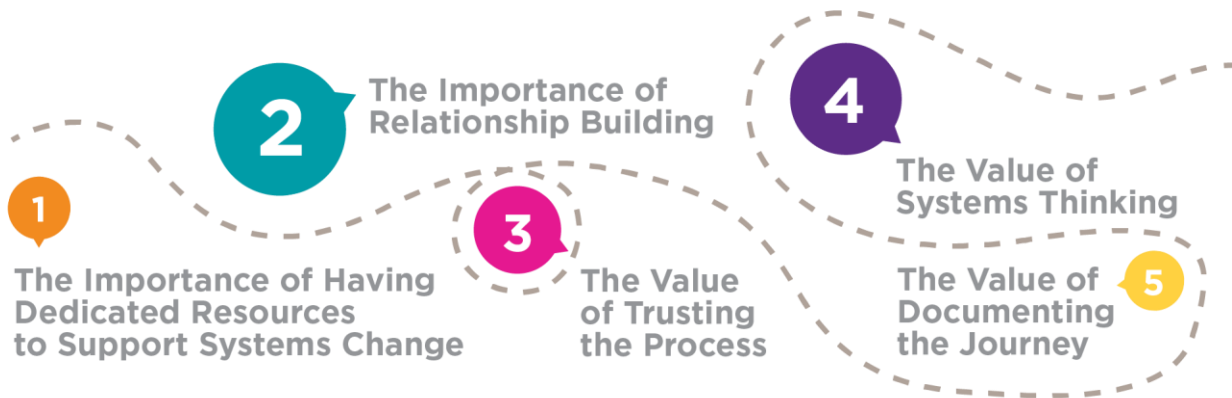 1
The Importance of Having
Dedicated Resources
to Support Systems Change
2
The Importance of
Relationship Building
3
The Value
of Trusting
the Process
4
The Value of
Systems Thinking
5
The Value of
Documenting
the Journey